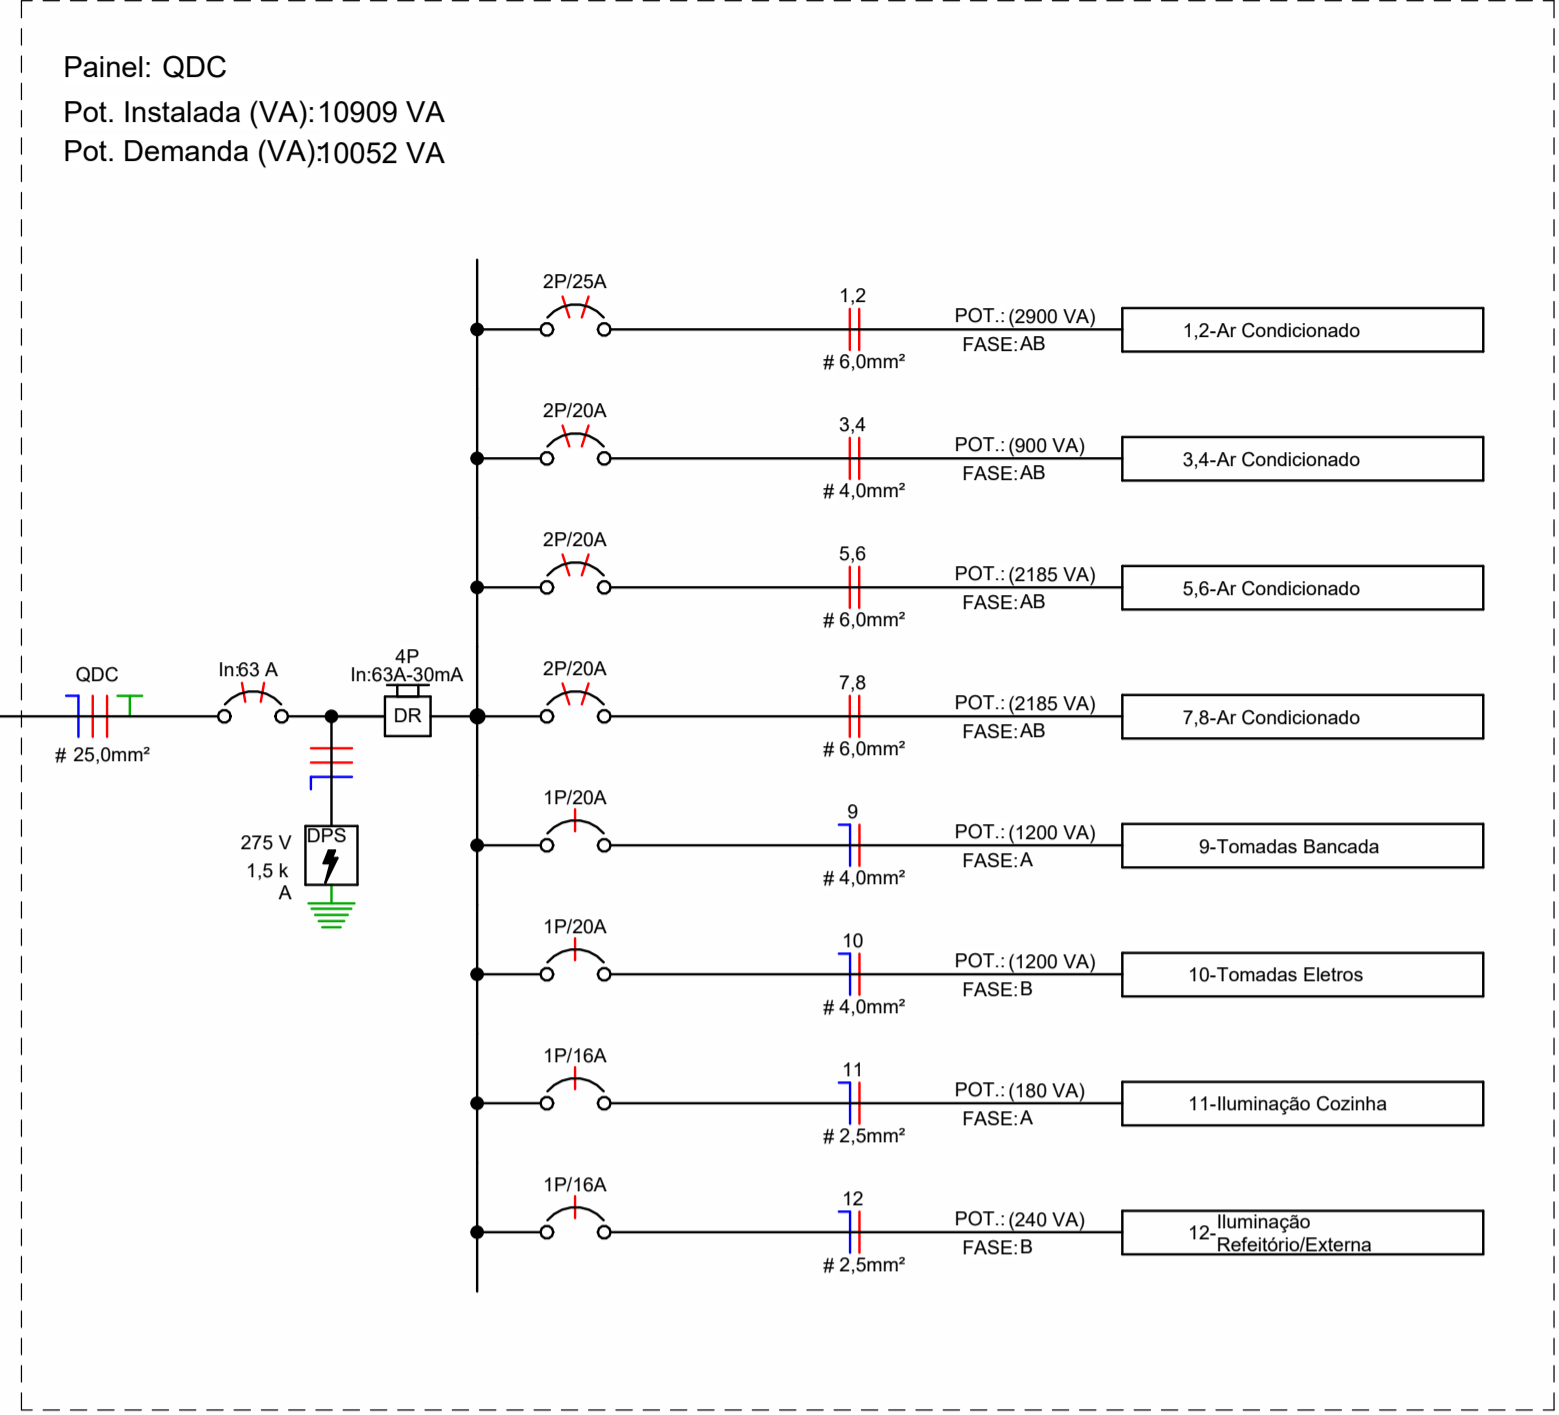 Painel: QDC
Pot. Instalada (VA): 10909 VA
Pot. Demanda (VA): 10052 VA
2P/25A
1,2
# 6,0mm²
POT.: (2900 VA)
FASE: AB
1,2-Ar Condicionado
2P/20A
3,4
# 4,0mm²
POT.: (900 VA)
FASE: AB
3,4-Ar Condicionado
2P/20A
5,6
# 6,0mm²
POT.: (2185 VA)
FASE: AB
5,6-Ar Condicionado
QDC
# 25,0mm²
In:63 A
4P
In:63A-30mA
DR
275 V
1,5 k
A
DPS
2P/20A
7,8
# 6,0mm²
POT.: (2185 VA)
FASE: AB
7,8-Ar Condicionado
1P/20A
9
# 4,0mm²
POT.: (1200 VA)
FASE: A
9-Tomadas Bancada
1P/20A
10
# 4,0mm²
POT.: (1200 VA)
FASE: B
10-Tomadas Eletros
1P/16A
11
# 2,5mm²
POT.: (180 VA)
FASE: A
11-Iluminação Cozinha
1P/16A
12
# 2,5mm²
POT.: (240 VA)
FASE: B
12-Iluminação
Refeitório/Externa